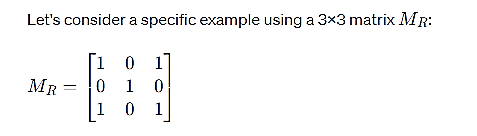 Let's consider a specific example using a 3×3 matrix M_R:
M_R = [1 0 1
0 1 0
1 0 1]